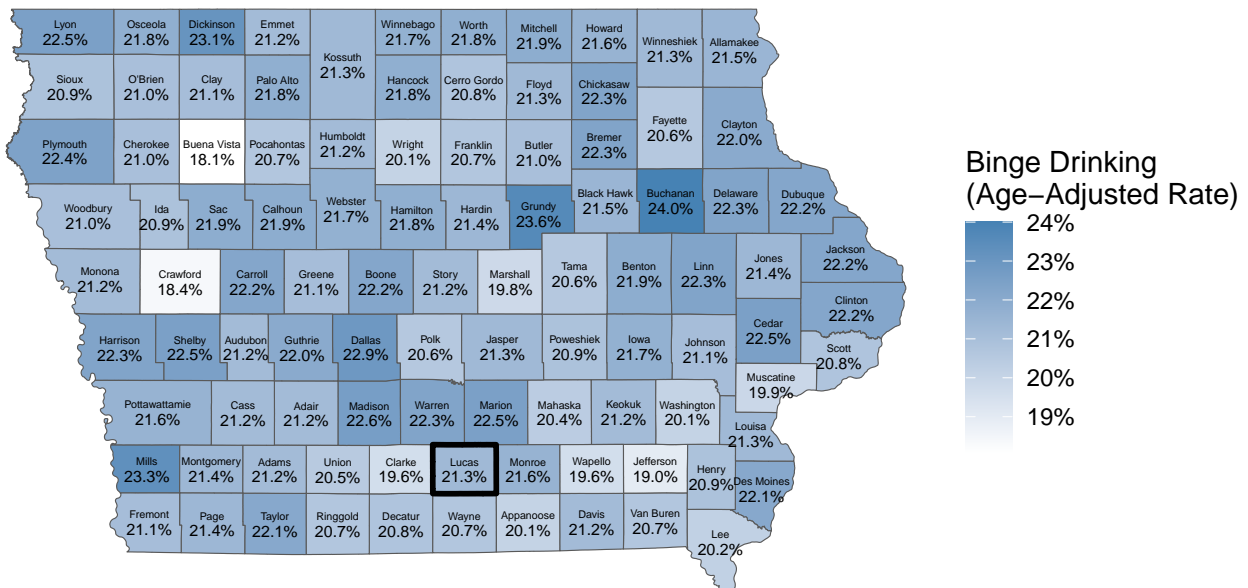 Lyon Osceola Dickinson Emmet Winnebago Worth Mitchell Howard Winneshiek Allamakee
22.5% 21.8% 23.1% 21.2% 21.7% 21.8% 21.9% 21.6% 21.3% 21.5%
Kossuth
21.3%
Sioux O'Brien Clay Palo Alto Hancock Cerro Gordo Floyd Chickasaw
20.9% 21.0% 21.1% 21.8% 21.8% 20.8% 21.3% 22.3%
Fayette Clayton
20.6% 22.0%
Plymouth Cherokee Buena Vista Pocahontas Humboldt Wright Franklin Butler Bremer
22.4% 21.0% 18.1% 20.7% 21.2% 20.1% 20.7% 21.0% 22.3%
Woodbury Ida Sac Calhoun Webster Hamilton Hardin Grundy Black Hawk Buchanan Delaware Dubuque
21.0% 20.9% 21.9% 21.9% 21.7% 21.8% 21.4% 23.6% 21.5% 24.0% 22.3% 22.2%
Monona Crawford Carroll Greene Boone Story Marshall Tama Benton Linn Jones Jackson
21.2% 18.4% 22.2% 21.1% 22.2% 21.2% 19.8% 20.6% 21.9% 22.3% 21.4% 22.2%
Clinton
22.2%
Harrison Shelby Audubon Guthrie Dallas Polk Jasper Poweshiek Iowa Johnson Cedar Scott
22.3% 22.5% 21.2% 22.0% 22.9% 20.6% 21.3% 20.9% 21.7% 21.1% 22.5% 20.8%
Muscatine
19.9%
Pottawattamie Cass Adair Madison Warren Marion Mahaska Keokuk Washington Louisa
21.6% 21.2% 21.2% 22.6% 22.3% 22.5% 20.4% 21.2% 20.1% 21.3%
Mills Montgomery Adams Union Clarke Lucas Monroe Wapello Jefferson Henry Des Moines
23.3% 21.4% 21.2% 20.5% 19.6% 21.3% 21.6% 19.6% 19.0% 20.9% 22.1%
Fremont Page Taylor Ringgold Decatur Wayne Appanoose Davis Van Buren Lee
21.1% 21.4% 22.1% 20.7% 20.8% 20.7% 20.1% 21.2% 20.7% 20.2%
Binge Drinking
(Age−Adjusted Rate)
24%
23%
22%
21%
20%
19%